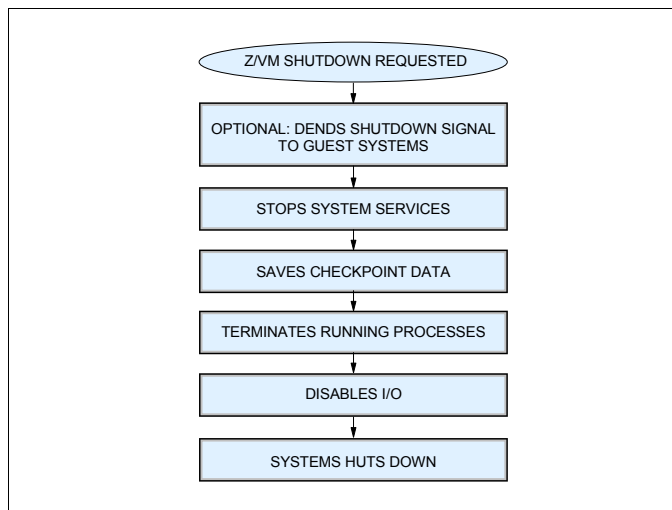 Z/VM SHUTDOWN REQUESTED
OPTIONAL: DENDS SHUTDOWN SIGNAL
TO GUEST SYSTEMS
STOPS SYSTEM SERVICES
SAVES CHECKPOINT DATA
TERMINATES RUNNING PROCESSES
DISABLES I/O
SYSTEMS HUTS DOWN